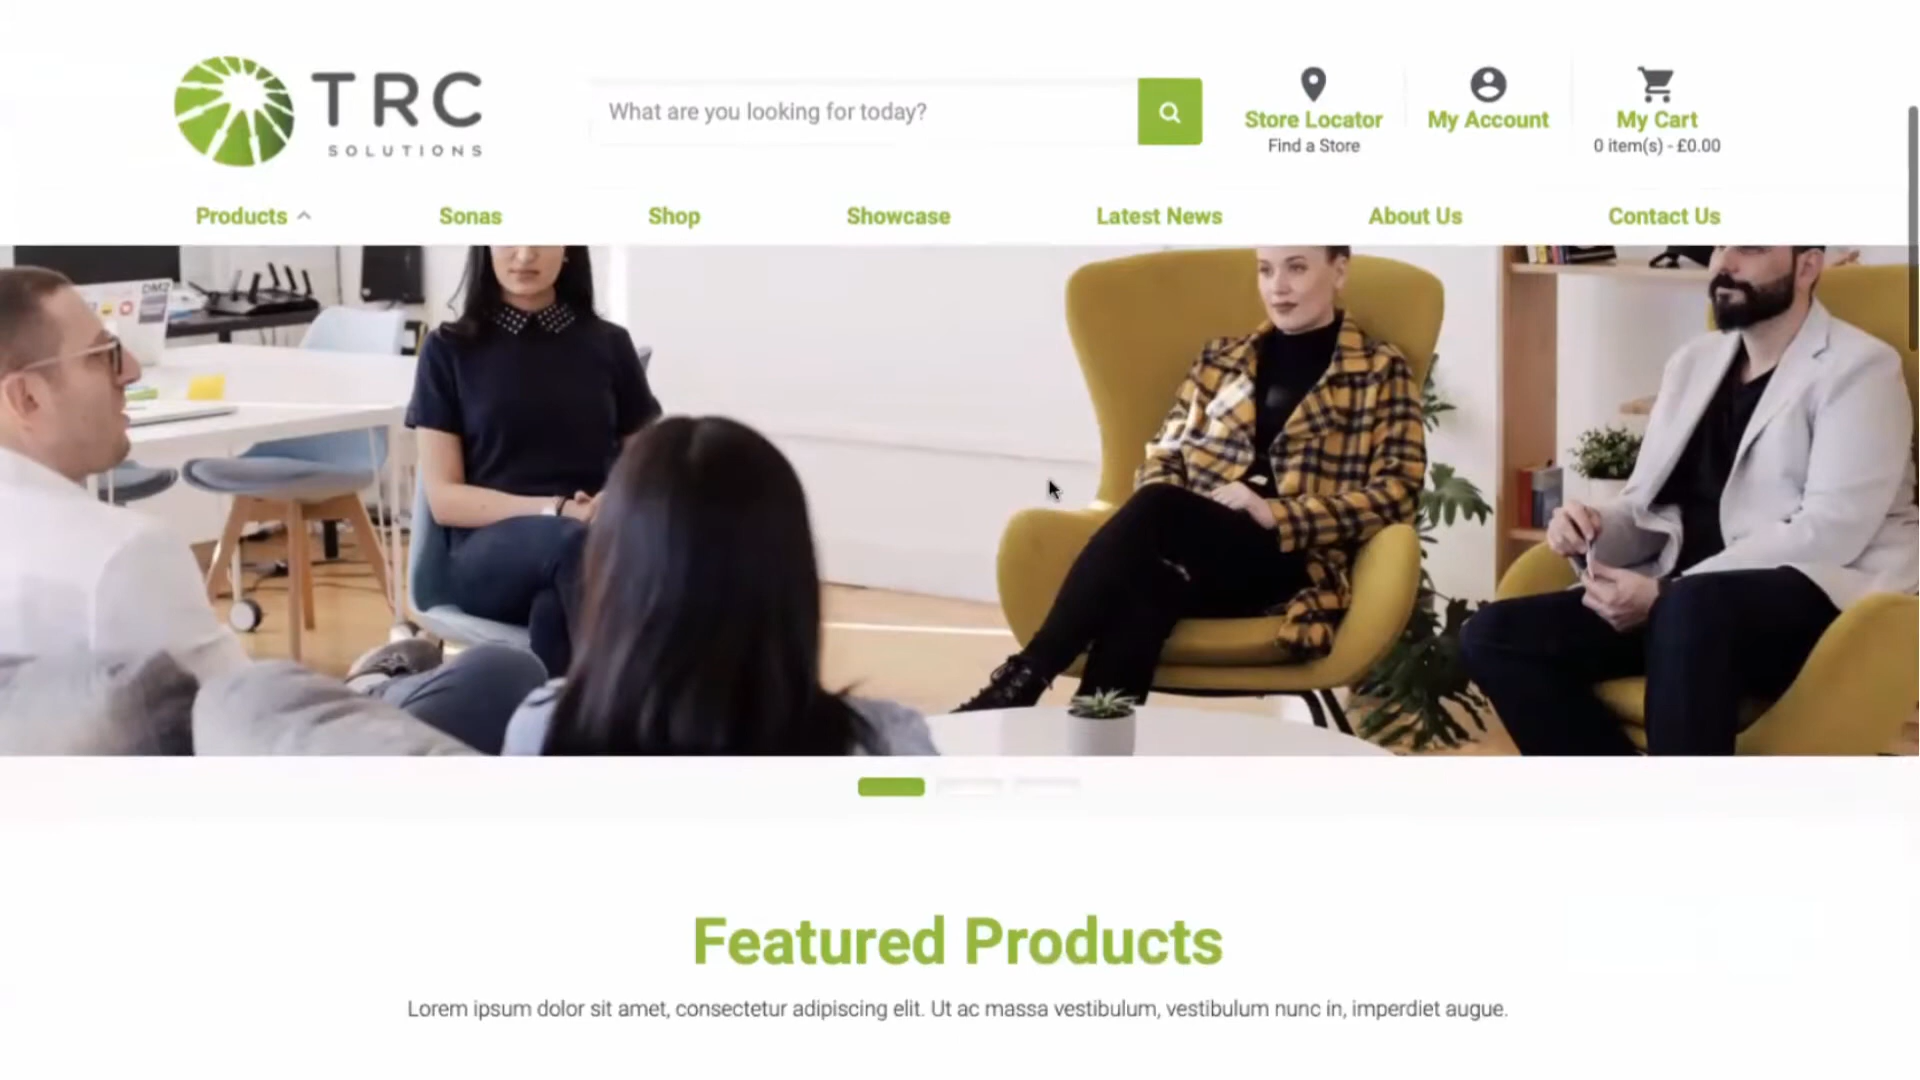 TRC
SOLUTIONS
What are you looking for today?
Store Locator
Find a Store
My Account
My Cart
0 item(s) - £0.00
Products
Sonas
Shop
Showcase
Latest News
About Us
Contact Us
DMZ
Featured Products
Lorem ipsum dolor sit amet, consectetur adipiscing elit. Ut ac massa vestibulum, vestibulum nunc in, imperdiet augue.